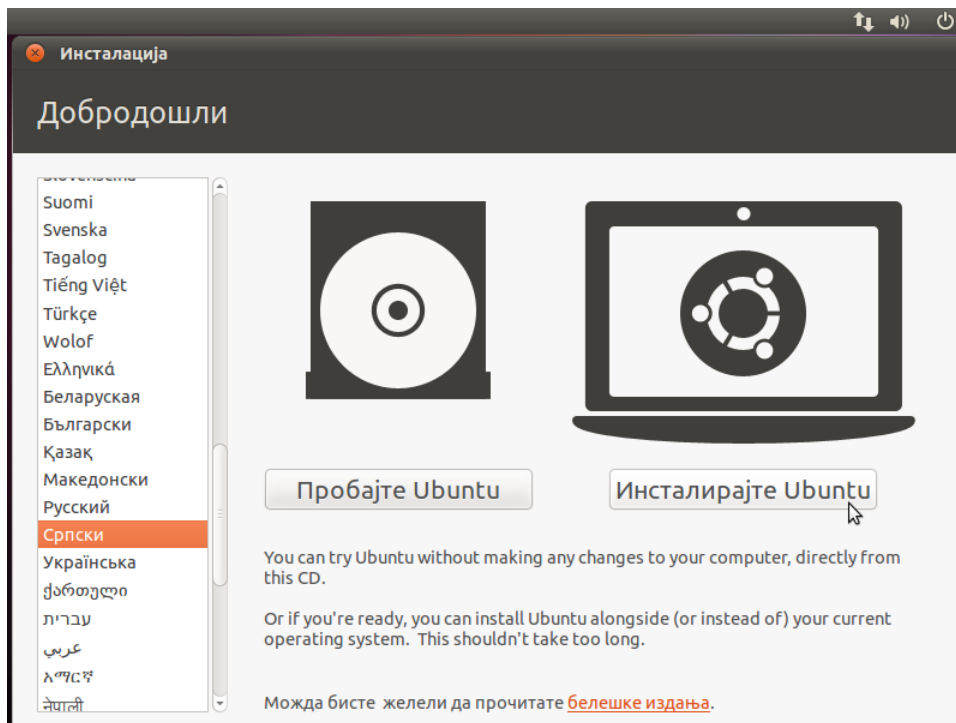 Инсталација
Добродошли
Slovenščina
Suomi
Svenska
Tagalog
Tiếng Việt
Türkçe
Wolof
Ελληνικά
Беларуская
Български
Қазақ
Македонски
Русский
Српски
Українська
ქართული
עברית
عربي
አማርኛ
नेपाली
Пробајте Ubuntu
Инсталирајте Ubuntu
You can try Ubuntu without making any changes to your computer, directly from
this CD.
Or if you're ready, you can install Ubuntu alongside (or instead of) your current
operating system. This shouldn't take too long.
Можда бисте желели да прочитате белешке издања.